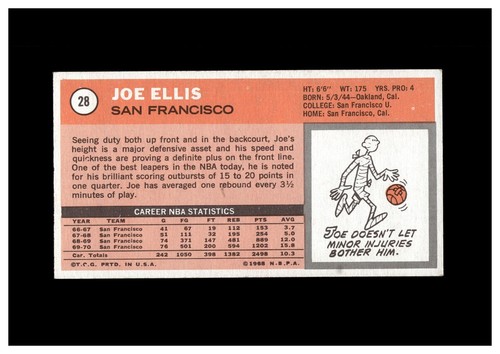 28
JOE ELLIS
SAN FRANCISCO
HT: 6'6" WT: 175 YRS. PRO: 4
BORN: 5/3/44—Oakland, Cal.
COLLEGE: San Francisco U.
HOME: San Francisco, Cal.
Seeing duty both up front and in the backcourt, Joe's
height is a major defensive asset and his speed and
quickness are proving a definite plus on the front line.
One of the best leapers in the NBA today, he is noted
for his brilliant scoring outbursts of 15 to 20 points in
one quarter. Joe has averaged one rebound every 3½
minutes of play.
CAREER NBA STATISTICS
YEAR TEAM G FG FT REB PTS AVG
66-67 San Francisco 41 67 19 112 153 3.7
67-68 San Francisco 51
68-69 San Francisco 74 371 147 481 889 12.0
69-70 San Francisco 76 501 200 594 1202 15.8
Car. Totals 242 1050 398 1382 2498 10.3
©T.C.G. PRTD. IN U.S.A. ©1968 N.B.P.A.
JOE DOESN'T LET
MINOR INJURIES
BOTHER HIM.